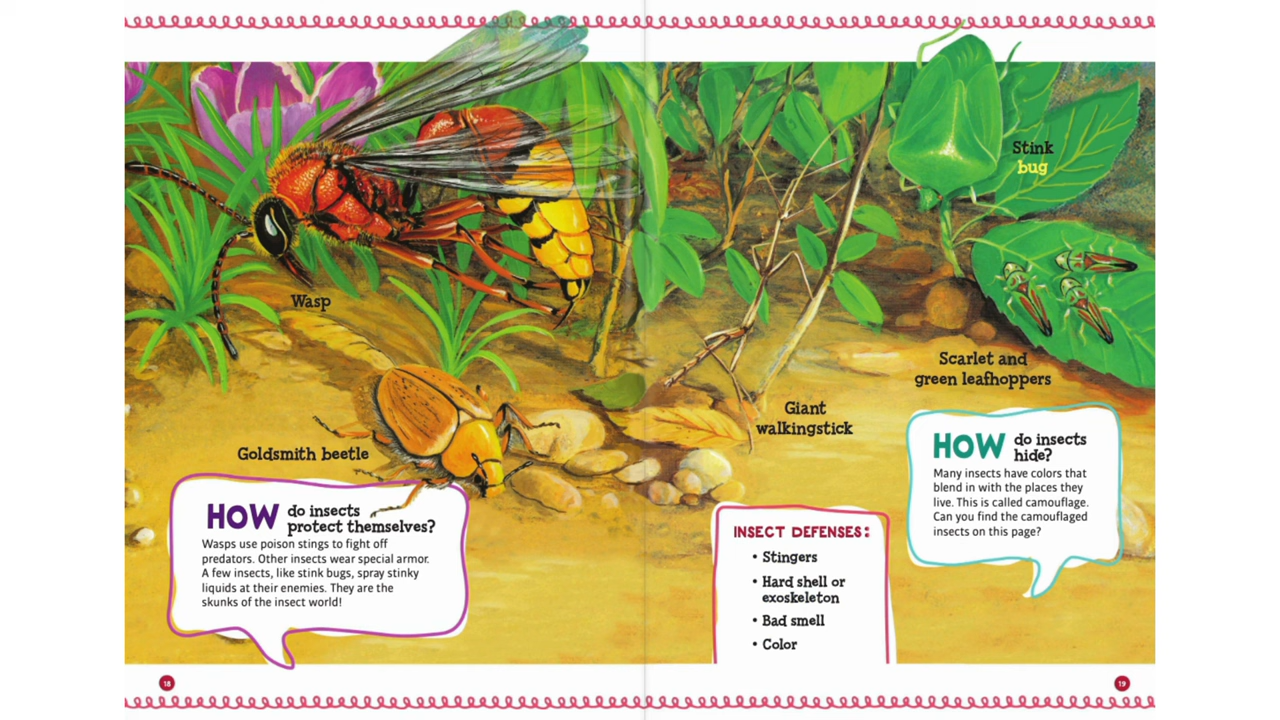 Wasp
Goldsmith beetle
HOW do insects
protect themselves?
Wasps use poison stings to fight off
predators. Other insects wear special armor.
A few insects, like stink bugs, spray stinky
liquids at their enemies. They are the
skunks of the insect world!
18
Stink
bug
Scarlet and
green leafhoppers
Giant
walkingstick
INSECT DEFENSES:
• Stingers
• Hard shell or
exoskeleton
• Bad smell
• Color
HOW do insects
hide?
Many insects have colors that
blend in with the places they
live. This is called camouflage.
Can you find the camouflaged
insects on this page?
19